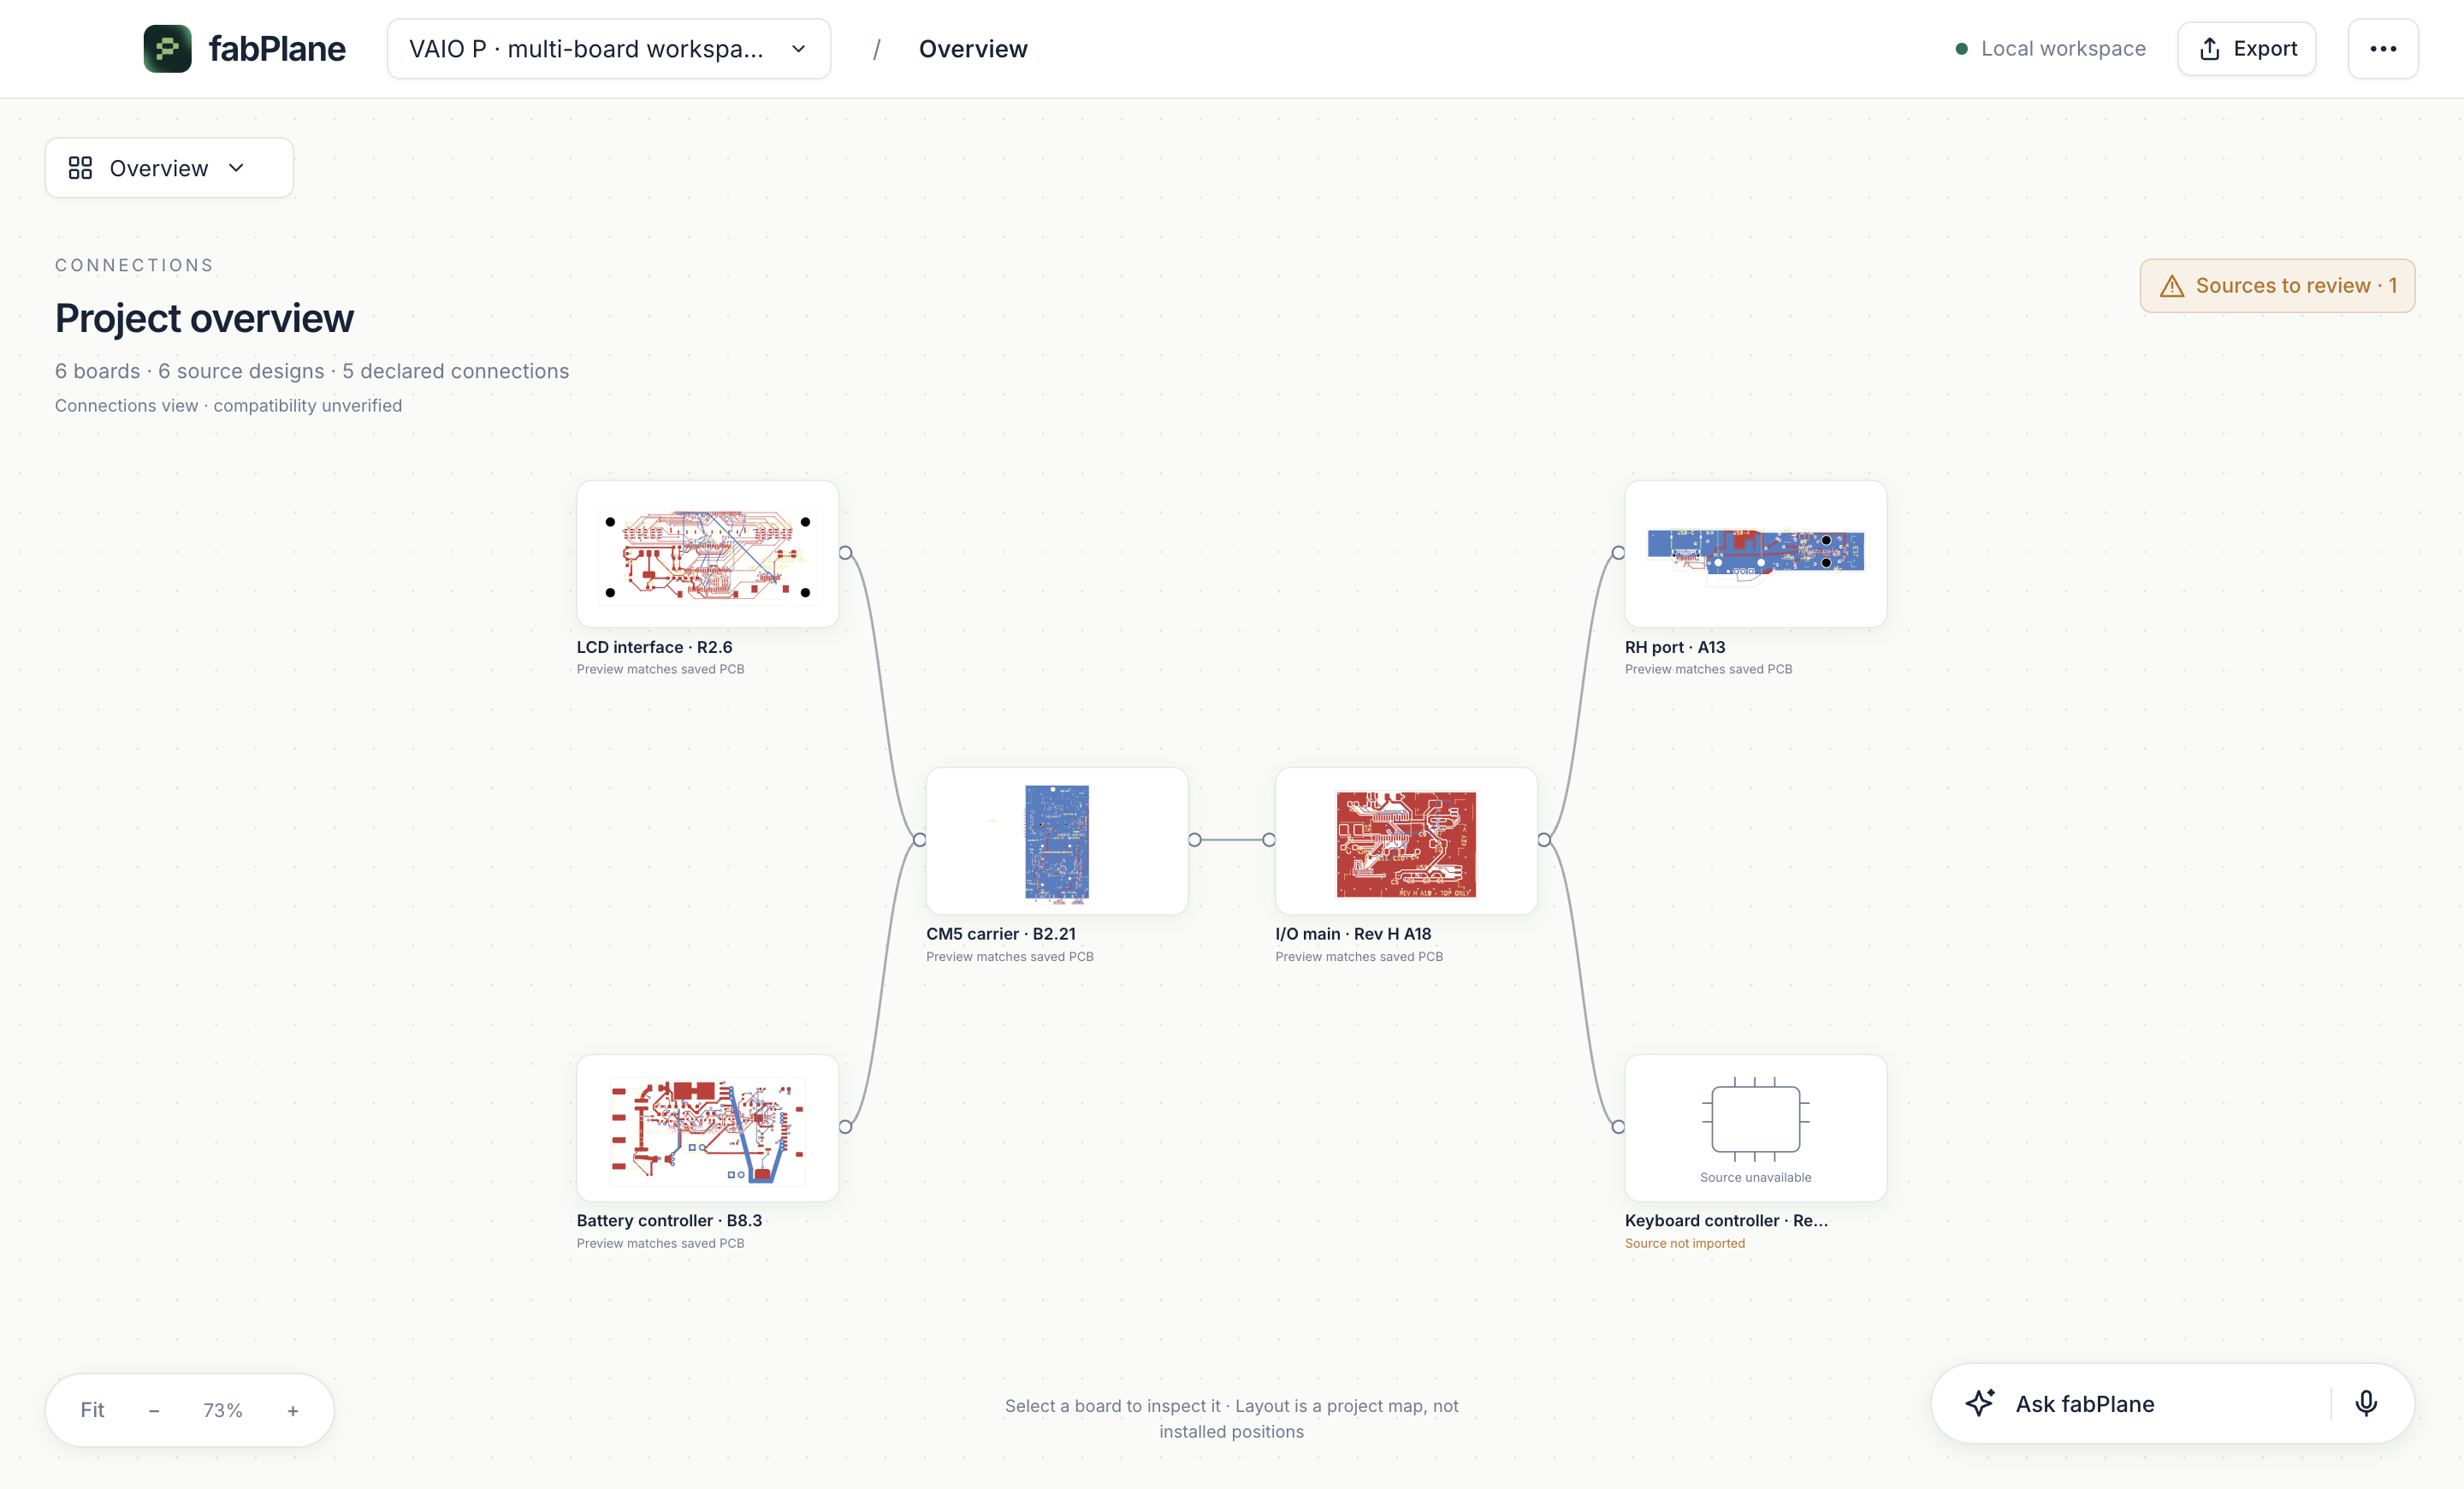 fabPlane
VAIO P · multi-board workspa...
/
Overview
Local workspace
Export
Overview
CONNECTIONS
Project overview
6 boards · 6 source designs · 5 declared connections
Connections view · compatibility unverified
Sources to review · 1
LCD interface · R2.6
Preview matches saved PCB
RH port · A13
Preview matches saved PCB
REV H A18 · TOP ONLY
CM5 carrier · B2.21
Preview matches saved PCB
I/O main · Rev H A18
Preview matches saved PCB
Battery controller · B8.3
Preview matches saved PCB
Source unavailable
Keyboard controller · Re...
Source not imported
Fit
−
73%
+
Select a board to inspect it · Layout is a project map, not
installed positions
Ask fabPlane